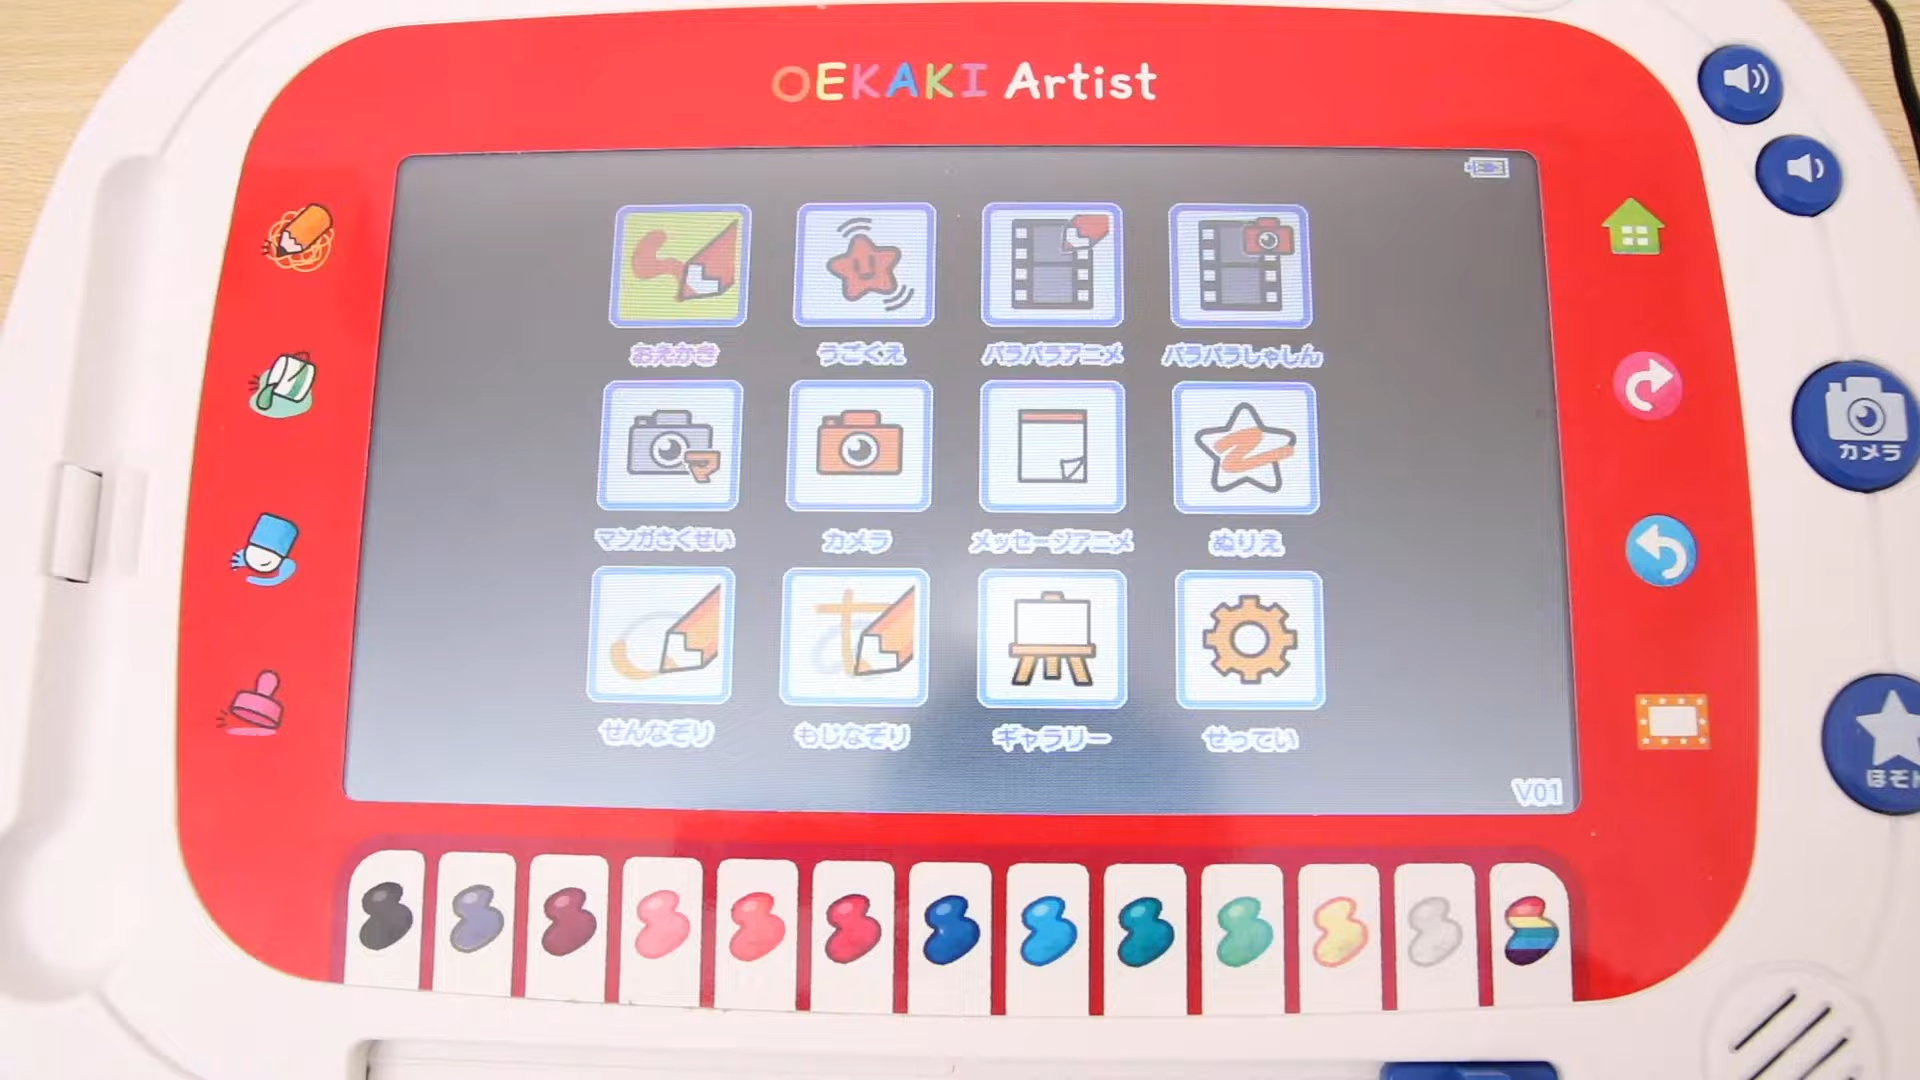 OEKAKI Artist
おえかき うごくえ パラパラアニメ パラパラしゃしん
マンガさくせい カメラ メッセージアニメ ぬりえ
せんなぞり もじなぞり ギャラリー せってい
V01
カメラ